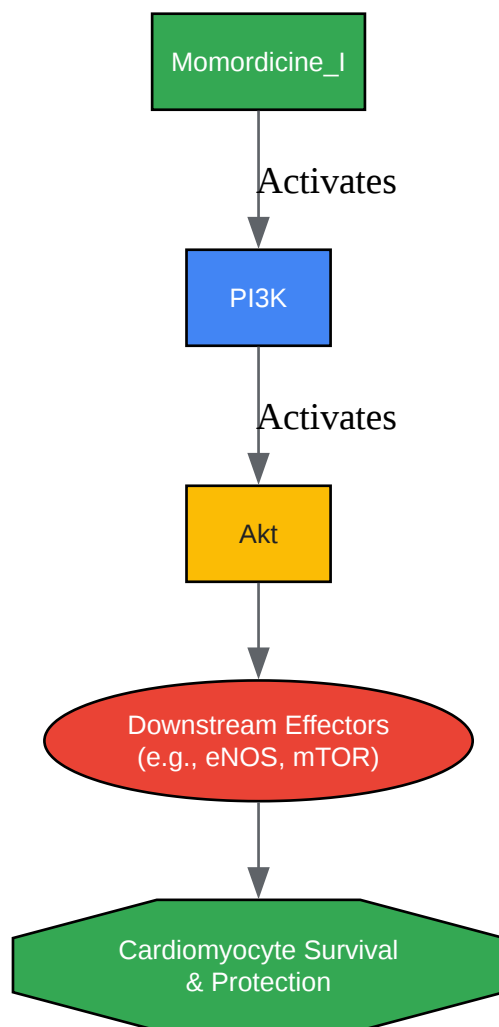 Momordicine_I
Activates
PI3K
Activates
Akt
Downstream Effectors
(e.g., eNOS, mTOR)
Cardiomyocyte Survival
& Protection